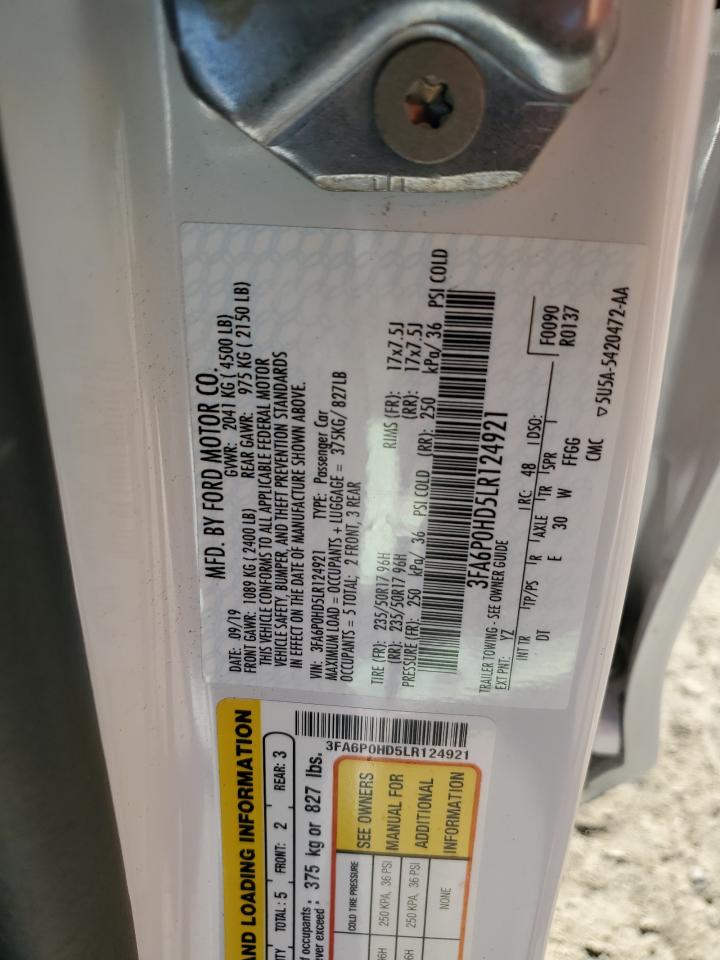 MFD. BY FORD MOTOR CO.
DATE: 09/19 GVWR: 2041 KG ( 4500 LB)
FRONT GAWR: 1089 KG ( 2400 LB) REAR GAWR: 975 KG ( 2150 LB)
THIS VEHICLE CONFORMS TO ALL APPLICABLE FEDERAL MOTOR
VEHICLE SAFETY, BUMPER, AND THEFT PREVENTION STANDARDS
IN EFFECT ON THE DATE OF MANUFACTURE SHOWN ABOVE.
VIN: 3FA6P0HD5LR124921 TYPE: Passenger Car
MAXIMUM LOAD = OCCUPANTS + LUGGAGE = 375KG/ 827LB
OCCUPANTS = 5 TOTAL; 2 FRONT, 3 REAR
TIRE (FR): 235/50R17 96H RIMS (FR): 17x7.5J
(RR): 235/50R17 96H (RR): 17x7.5J
PRESSURE (FR): 250 kPa/ 36 PSI COLD (RR): 250 kPa/ 36 PSI COLD
3FA6P0HD5LR124921
TRAILER TOWING - SEE OWNER GUIDE
EXT PNT: YZ RC: 48 DSO:
INT TR TP/PS R AXLE TR SPR F0090
DT E 30 W FFGG R0137
CMC
▽5U5A-5420472-AA
AND LOADING INFORMATION
TOTAL: 5 FRONT: 2 REAR: 3
occupants : 375 kg or 827 lbs.
exceed :
3FA6P0HD5LR124921
COLD TIRE PRESSURE
250 KPA, 36 PSI
250 KPA, 36 PSI
NONE
SEE OWNERS
MANUAL FOR
ADDITIONAL
INFORMATION